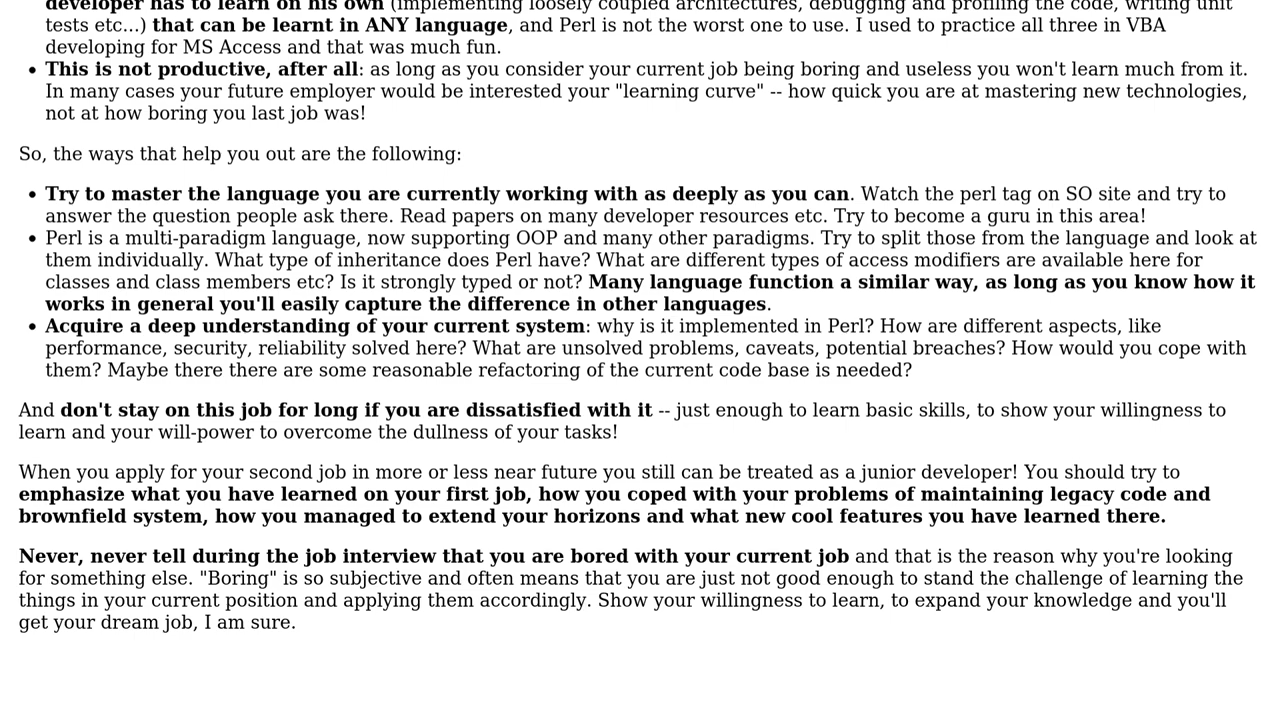 developer has to learn on his own (implementing loosely coupled architectures, debugging and profiling the code, writing unit
tests etc...) that can be learnt in ANY language, and Perl is not the worst one to use. I used to practice all three in VBA
developing for MS Access and that was much fun.
• This is not productive, after all: as long as you consider your current job being boring and useless you won't learn much from it.
In many cases your future employer would be interested your "learning curve" -- how quick you are at mastering new technologies,
not at how boring you last job was!
So, the ways that help you out are the following:
• Try to master the language you are currently working with as deeply as you can. Watch the perl tag on SO site and try to
answer the question people ask there. Read papers on many developer resources etc. Try to become a guru in this area!
• Perl is a multi-paradigm language, now supporting OOP and many other paradigms. Try to split those from the language and look at
them individually. What type of inheritance does Perl have? What are different types of access modifiers are available here for
classes and class members etc? Is it strongly typed or not? Many language function a similar way, as long as you know how it
works in general you'll easily capture the difference in other languages.
• Acquire a deep understanding of your current system: why is it implemented in Perl? How are different aspects, like
performance, security, reliability solved here? What are unsolved problems, caveats, potential breaches? How would you cope with
them? Maybe there there are some reasonable refactoring of the current code base is needed?
And don't stay on this job for long if you are dissatisfied with it -- just enough to learn basic skills, to show your willingness to
learn and your will-power to overcome the dullness of your tasks!
When you apply for your second job in more or less near future you still can be treated as a junior developer! You should try to
emphasize what you have learned on your first job, how you coped with your problems of maintaining legacy code and
brownfield system, how you managed to extend your horizons and what new cool features you have learned there.
Never, never tell during the job interview that you are bored with your current job and that is the reason why you're looking
for something else. "Boring" is so subjective and often means that you are just not good enough to stand the challenge of learning the
things in your current position and applying them accordingly. Show your willingness to learn, to expand your knowledge and you'll
get your dream job, I am sure.